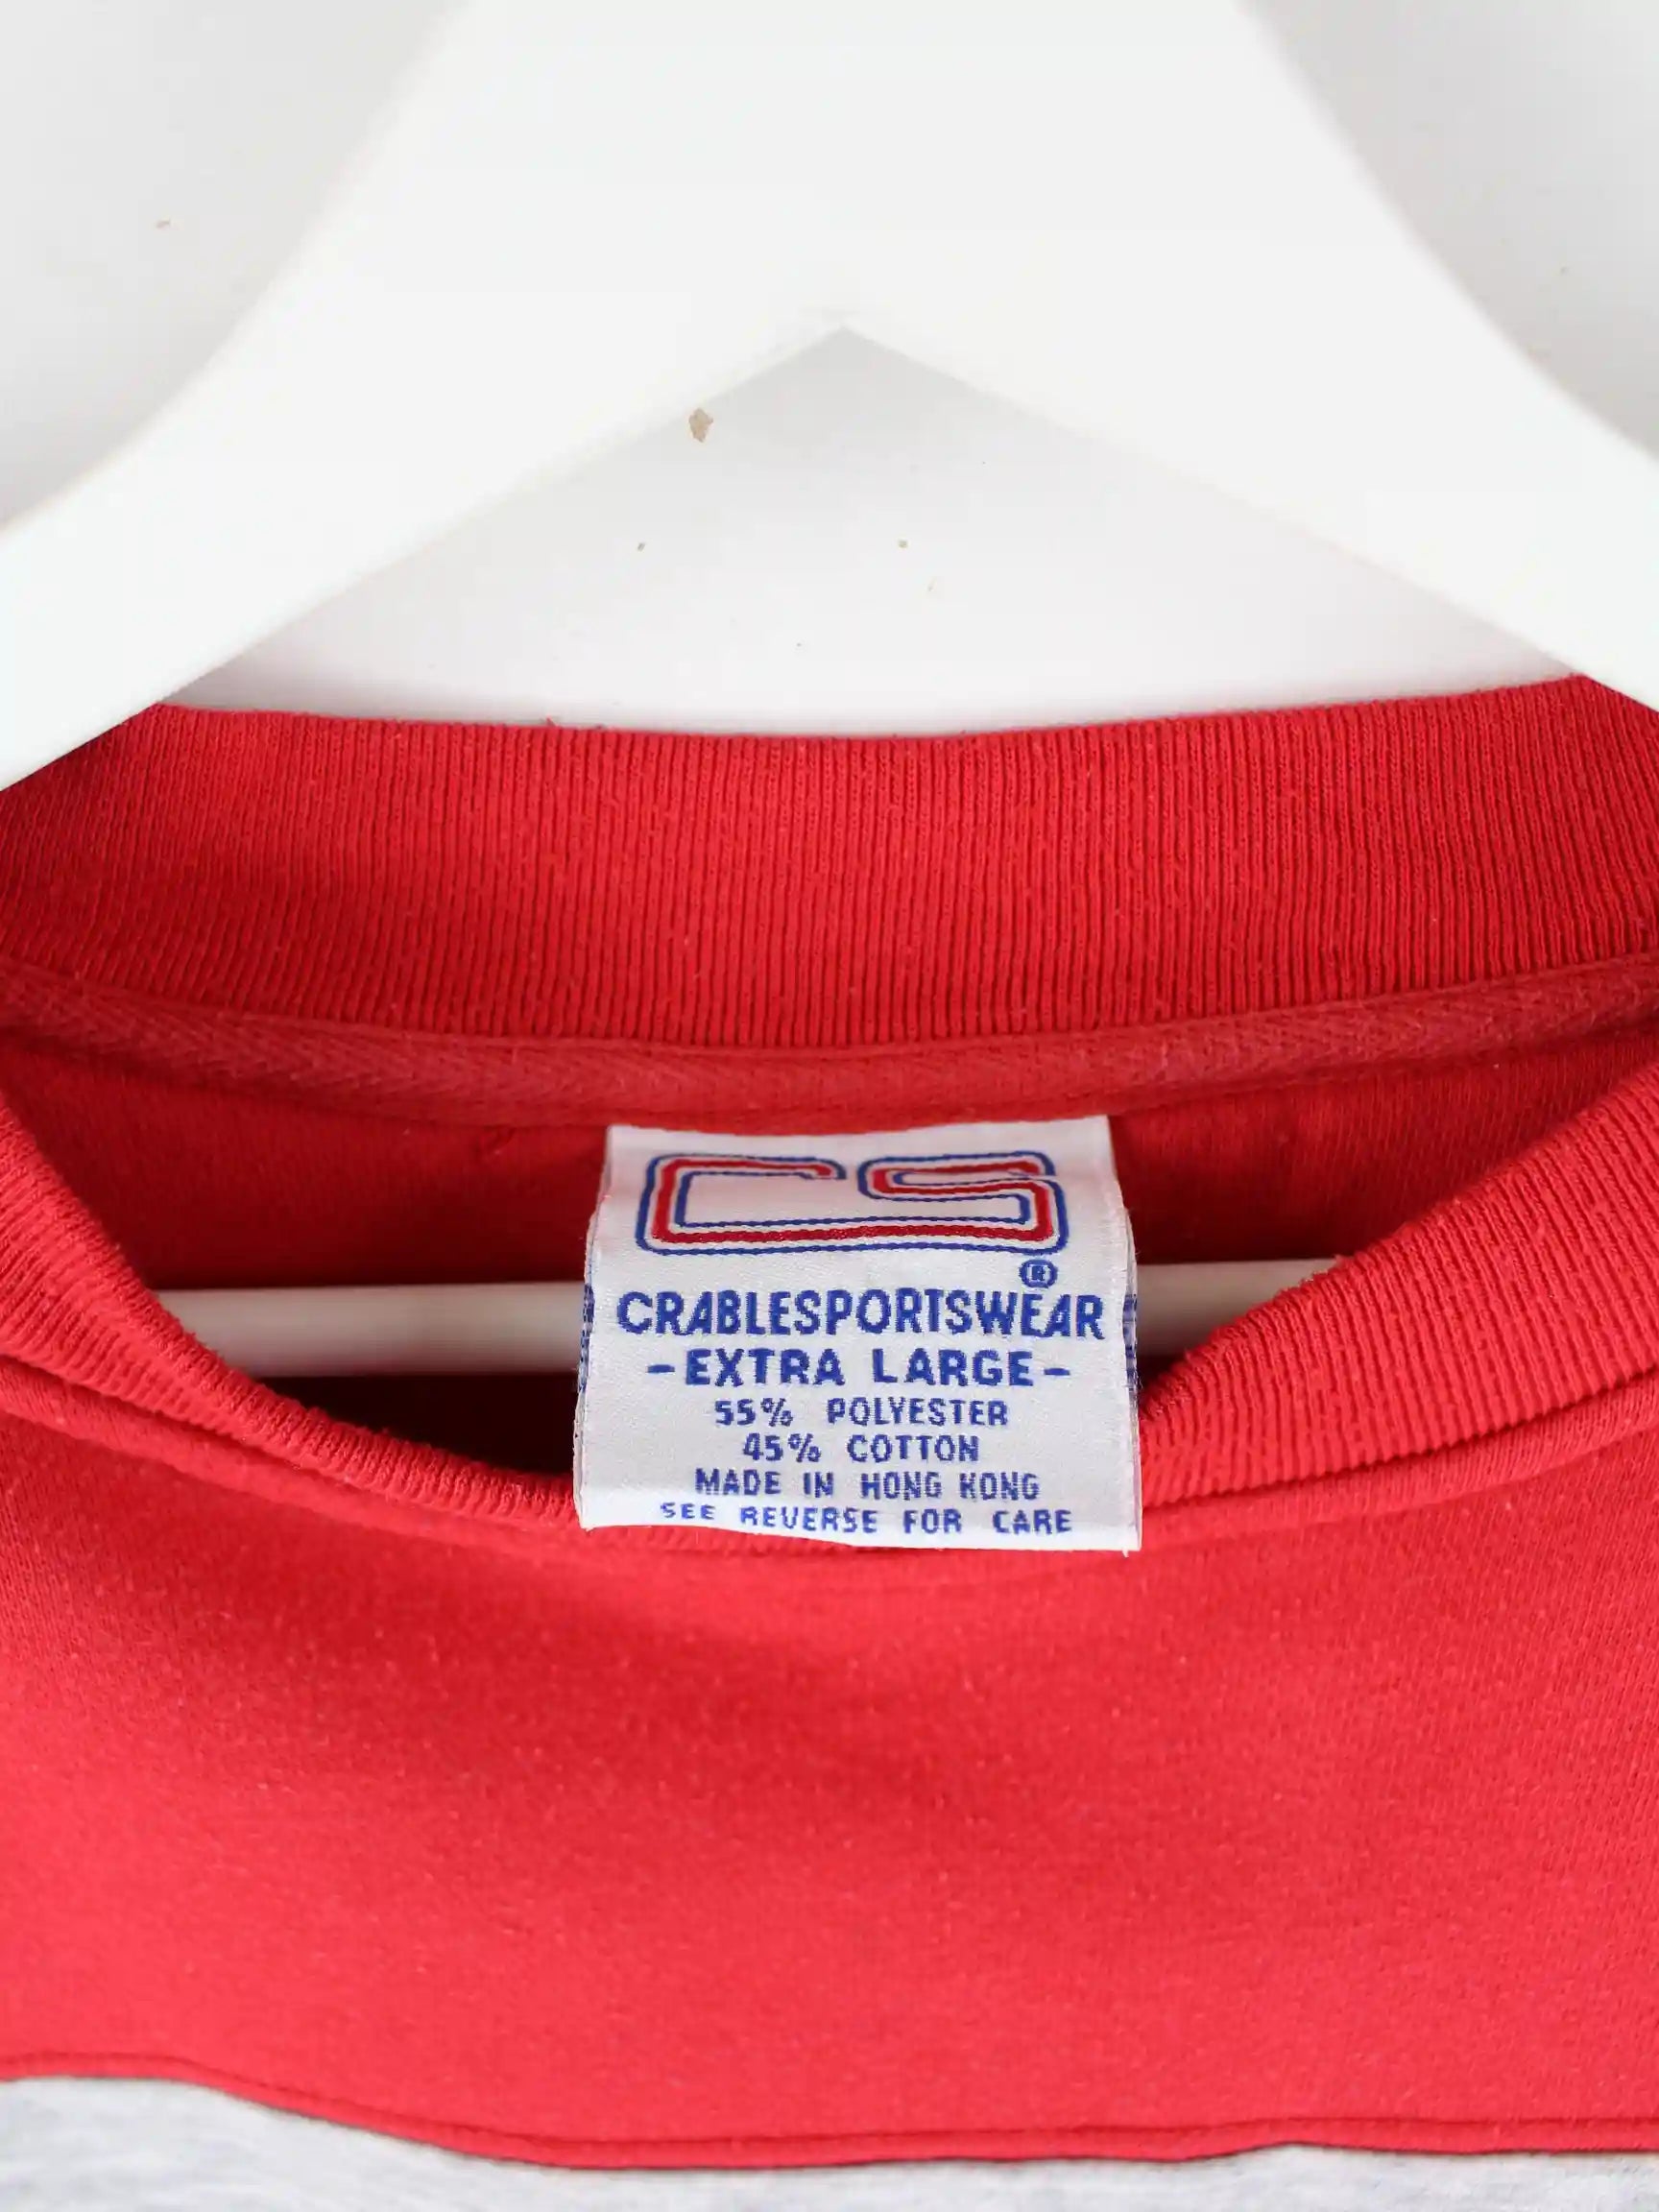 CS
®
CRABLESPORTSWEAR
-EXTRA LARGE-
55% POLYESTER
45% COTTON
MADE IN HONG KONG
SEE REVERSE FOR CARE